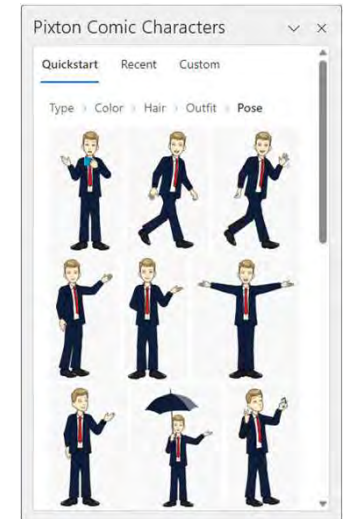 Pixton Comic Characters
Quickstart Recent Custom
Type > Color > Hair > Outfit > Pose